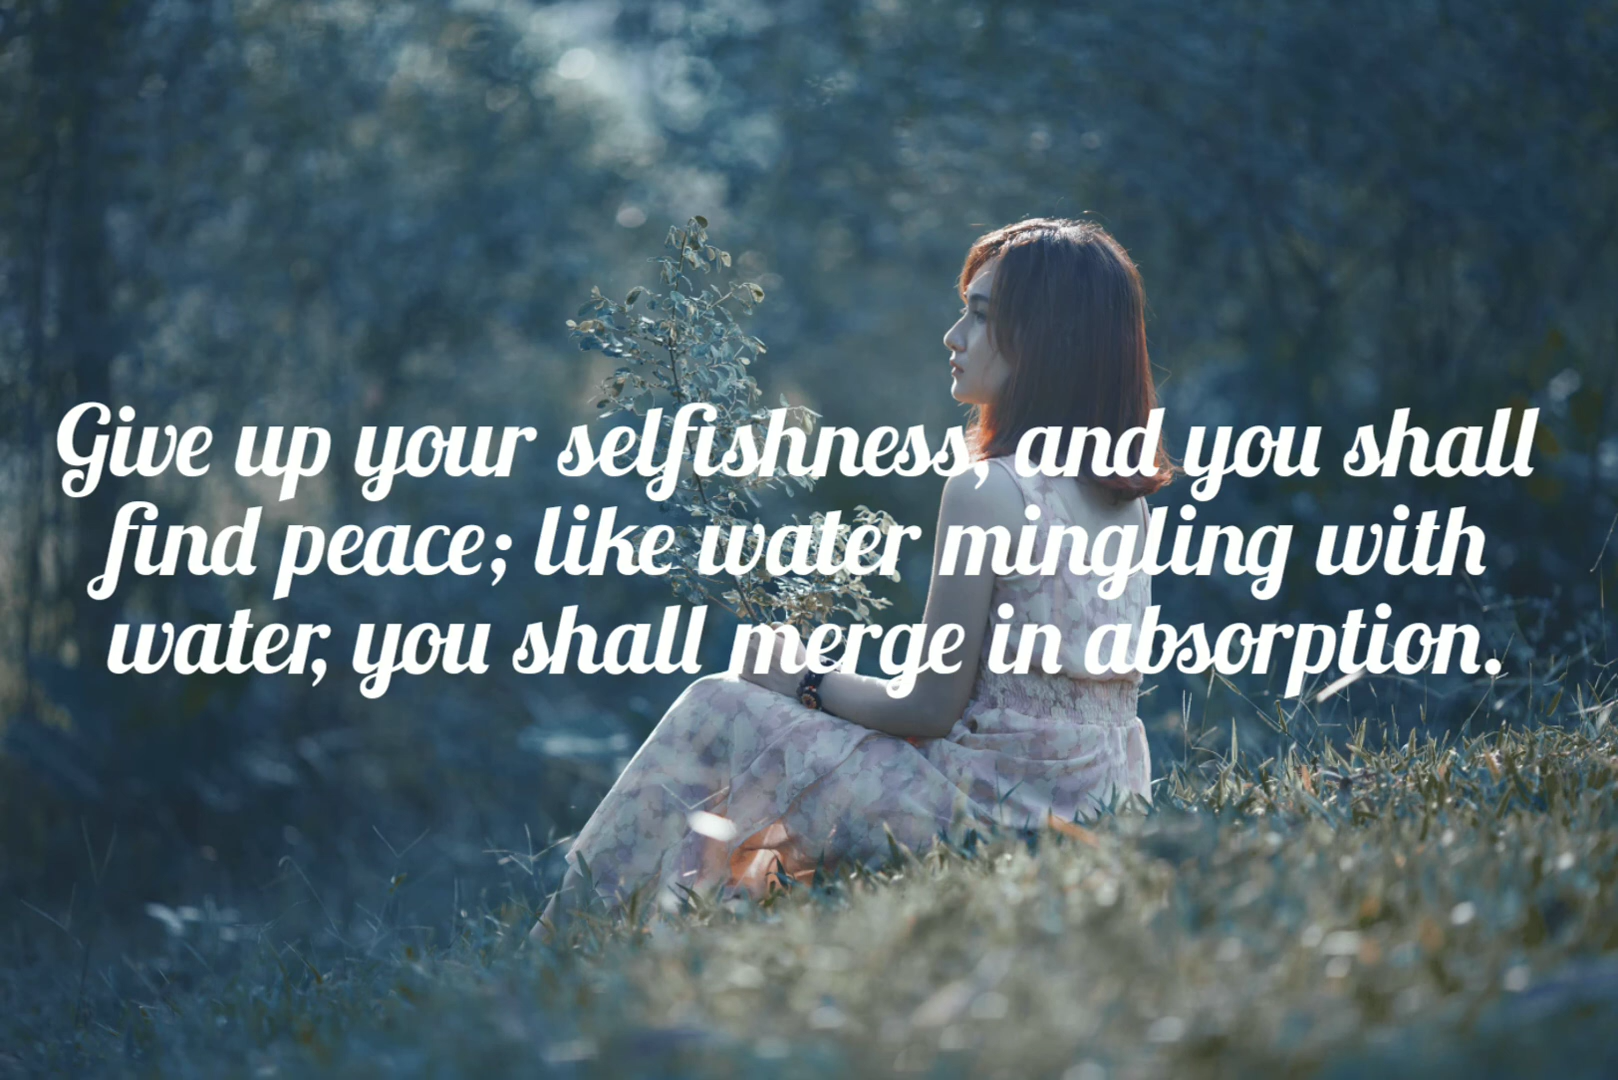 Give up your selfishness, and you shall
find peace; like water mingling with
water, you shall merge in absorption.